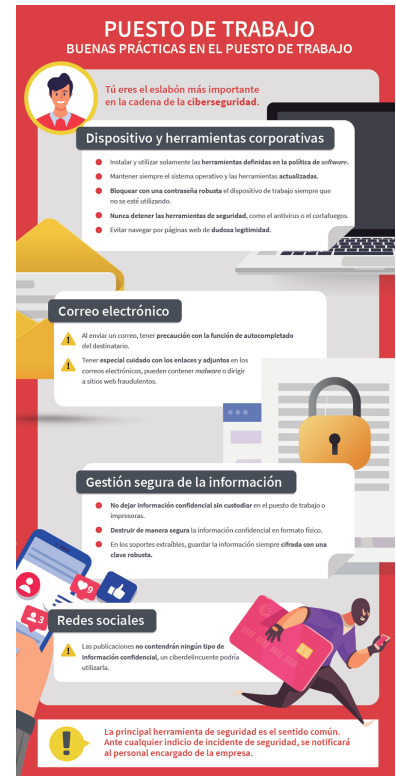 PUESTO DE TRABAJO
BUENAS PRÁCTICAS EN EL PUESTO DE TRABAJO
Tú eres el eslabón más importante
en la cadena de la ciberseguridad.
Dispositivo y herramientas corporativas
Instalar y utilizar solamente las herramientas definidas en la política de software.
Mantener siempre el sistema operativo y las herramientas actualizadas.
Bloquear con una contraseña robusta el dispositivo de trabajo siempre que
no se esté utilizando.
Nunca detener las herramientas de seguridad, como el antivirus o el cortafuegos.
Evitar navegar por páginas web de dudosa legitimidad.
Correo electrónico
Al enviar un correo, tener precaución con la función de autocompletado
del destinatario.
Tener especial cuidado con los enlaces y adjuntos en los
correos electrónicos, pueden contener malware o dirigir
a sitios web fraudulentos.
Gestión segura de la información
No dejar información confidencial sin custodiar en el puesto de trabajo o
impresoras.
Destruir de manera segura la información confidencial en formato físico.
En los soportes extraíbles, guardar la información siempre cifrada con una
clave robusta.
9
3
Redes sociales
Las publicaciones no contendrán ningún tipo de
información confidencial, un ciberdelincuente podría
utilizarla.
La principal herramienta de seguridad es el sentido común.
Ante cualquier indicio de incidente de seguridad, se notificará
al personal encargado de la empresa.